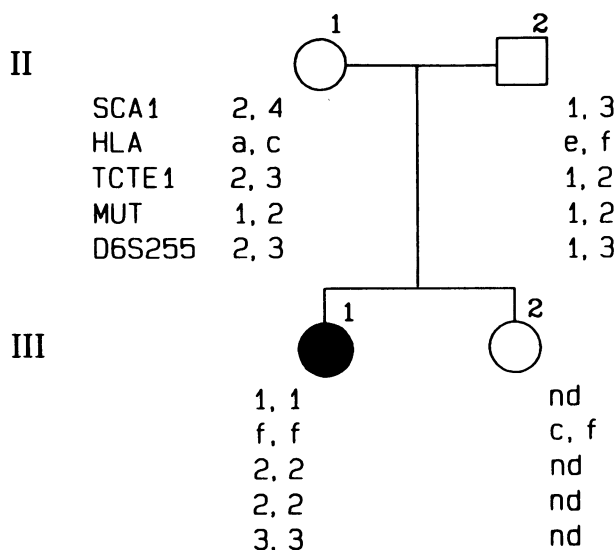 1 2
II
SCA1 2, 4 1, 3
HLA a, c e, f
TCTE1 2, 3 1, 2
MUT 1, 2 1, 2
D6S255 2, 3 1, 3
1 2
III
1, 1 nd
f, f c, f
2, 2 nd
2, 2 nd
3, 3 nd